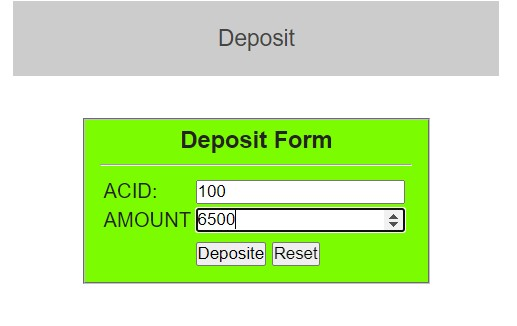 Deposit
Deposit Form
ACID: 100
AMOUNT 6500
Deposite Reset